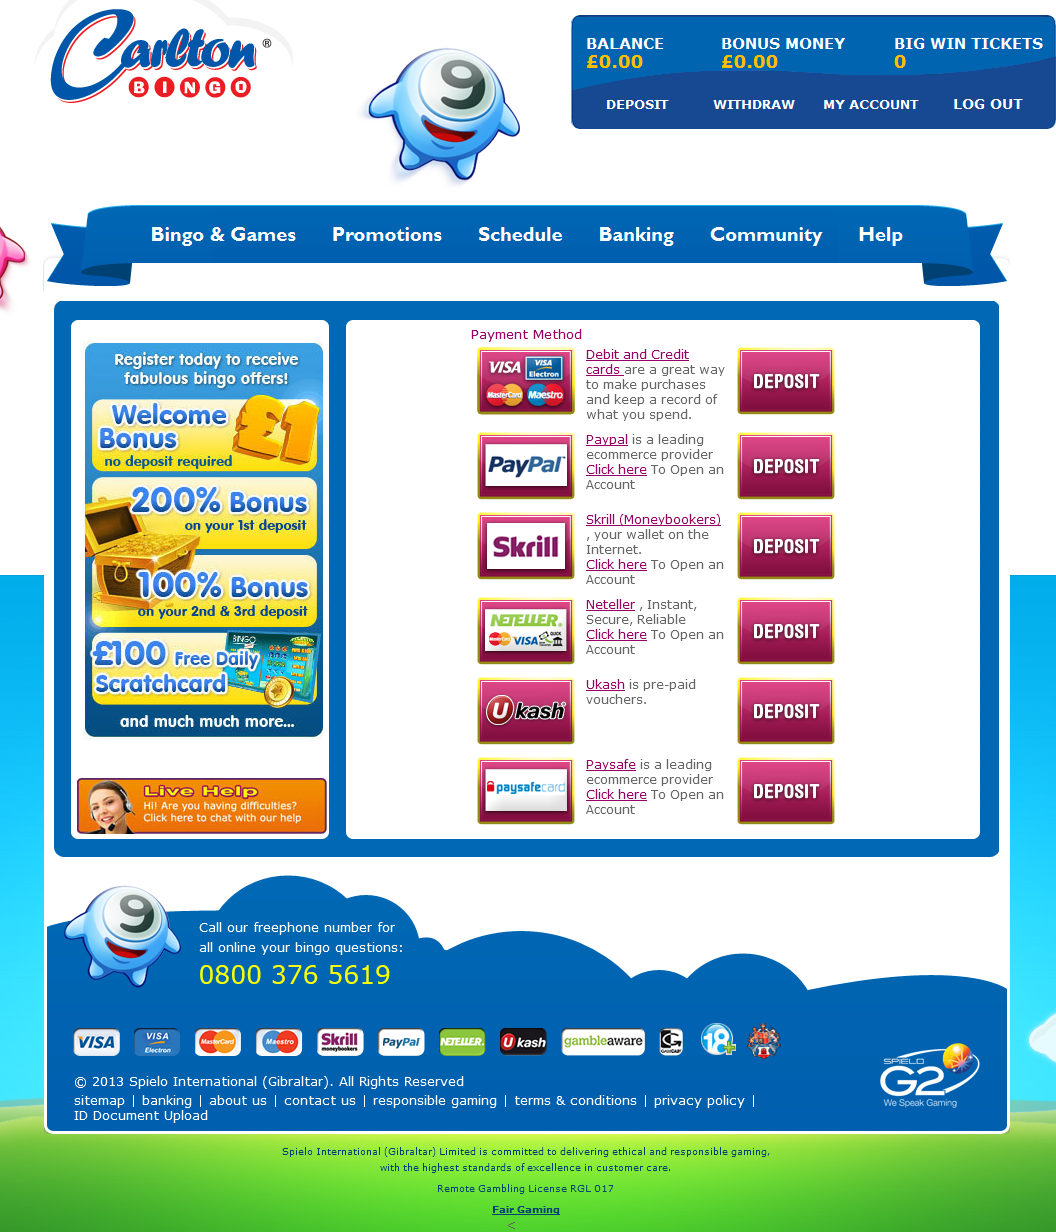 Carlton®
BINGO
9
BALANCE BONUS MONEY BIG WIN TICKETS
£0.00 £0.00 0
DEPOSIT WITHDRAW MY ACCOUNT LOG OUT
Bingo & Games Promotions Schedule Banking Community Help
Register today to receive
fabulous bingo offers!
Welcome
Bonus £1
no deposit required
200% Bonus
on your 1st deposit
100% Bonus
on your 2nd & 3rd deposit
£100 Free Daily
Scratchcard
BINGO
and much much more...
Live Help
Hi! Are you having difficulties?
Click here to chat with our help
Payment Method
VISA VISA Electron
MasterCard Maestro
Debit and Credit
cards are a great way
to make purchases
and keep a record of
what you spend.
DEPOSIT
PayPal
Paypal is a leading
ecommerce provider
Click here To Open an
Account
DEPOSIT
Skrill
Skrill (Moneybookers)
, your wallet on the
Internet.
Click here To Open an
Account
DEPOSIT
NETELLER.
MasterCard VISA
Neteller , Instant,
Secure, Reliable
Click here To Open an
Account
DEPOSIT
Ukash
Ukash is pre-paid
vouchers.
DEPOSIT
paysafecard
Paysafe is a leading
ecommerce provider
Click here To Open an
Account
DEPOSIT
9
Call our freephone number for
all online your bingo questions:
0800 376 5619
VISA VISA Electron MasterCard Maestro Skrill moneybookers PayPal NETELLER. Ukash gambleaware G GAMCARE 18+
SPIELO
G2
We Speak Gaming
© 2013 Spielo International (Gibraltar). All Rights Reserved
sitemap | banking | about us | contact us | responsible gaming | terms & conditions | privacy policy |
ID Document Upload
Spielo International (Gibraltar) Limited is committed to delivering ethical and responsible gaming,
with the highest standards of excellence in customer care.
Remote Gambling License RGL 017
Fair Gaming
<